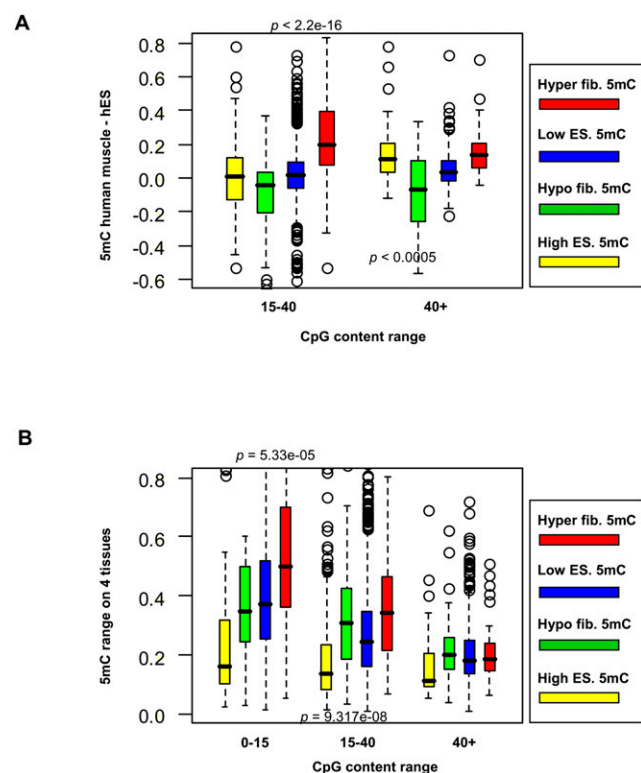 A
p < 2.2e-16
5mC human muscle - hES
0.8
0.6
0.4
0.2
0.0
-0.2
-0.4
-0.6
p < 0.0005
15-40
40+
CpG content range
Hyper fib. 5mC
Low ES. 5mC
Hypo fib. 5mC
High ES. 5mC
B
p = 5.33e-05
5mC range on 4 tissues
0.8
0.6
0.4
0.2
0.0
p = 9.317e-08
0-15
15-40
40+
CpG content range
Hyper fib. 5mC
Low ES. 5mC
Hypo fib. 5mC
High ES. 5mC